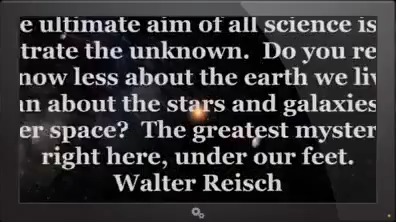 e ultimate aim of all science is
trate the unknown. Do you re
now less about the earth we liv
an about the stars and galaxies
er space? The greatest myster
right here, under our feet.
Walter Reisch